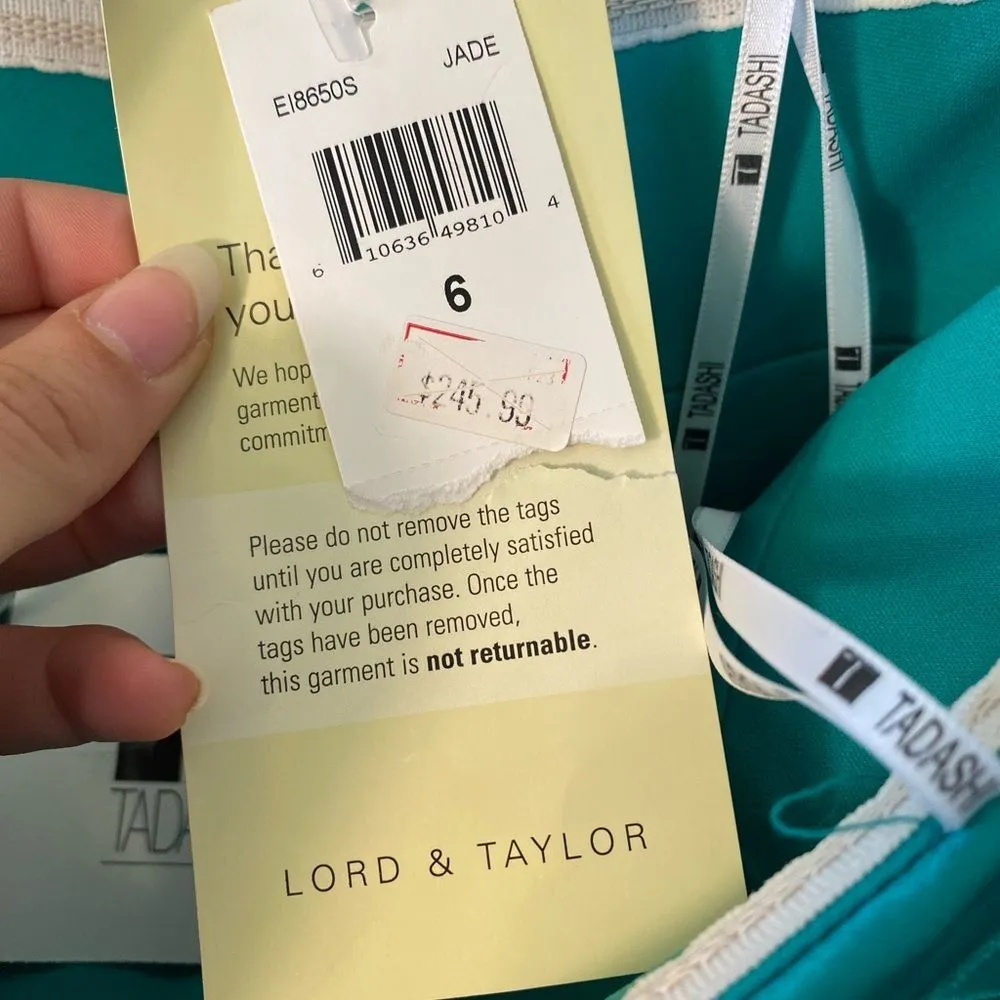 EI8650S
JADE
6 10636 49810 4
6
$245.99
Tha
you
We hop
garment
commitm
Please do not remove the tags
until you are completely satisfied
with your purchase. Once the
tags have been removed,
this garment is not returnable.
LORD & TAYLOR
TADASHI
TADASHI
TADASHI
TADASHI
TAD